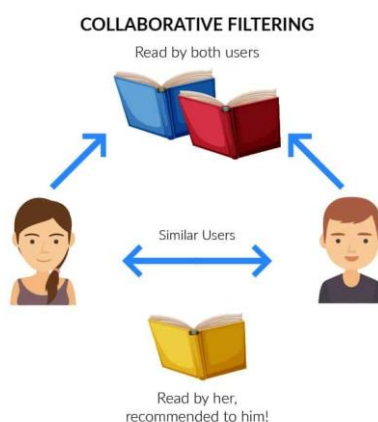 COLLABORATIVE FILTERING
Read by both users
Similar Users
Read by her,
recommended to him!